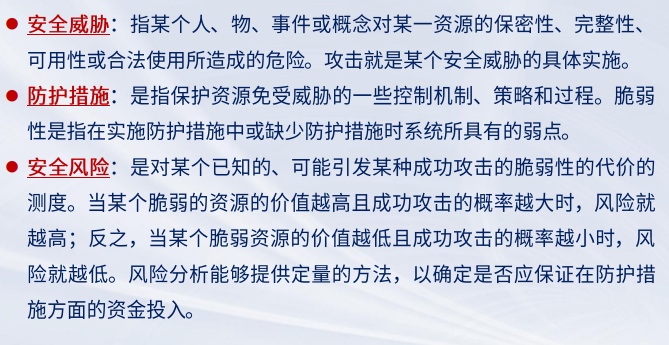 ● 安全威胁：指某个人、物、事件或概念对某一资源的保密性、完整性、
可用性或合法使用所造成的危险。攻击就是某个安全威胁的具体实施。
● 防护措施：是指保护资源免受威胁的一些控制机制、策略和过程。脆弱
性是指在实施防护措施中或缺少防护措施时系统所具有的弱点。
● 安全风险：是对某个已知的、可能引发某种成功攻击的脆弱性的代价的
测度。当某个脆弱的资源的价值越高且成功攻击的概率越大时，风险就
越高；反之，当某个脆弱资源的价值越低且成功攻击的概率越小时，风
险就越低。风险分析能够提供定量的方法，以确定是否应保证在防护措
施方面的资金投入。